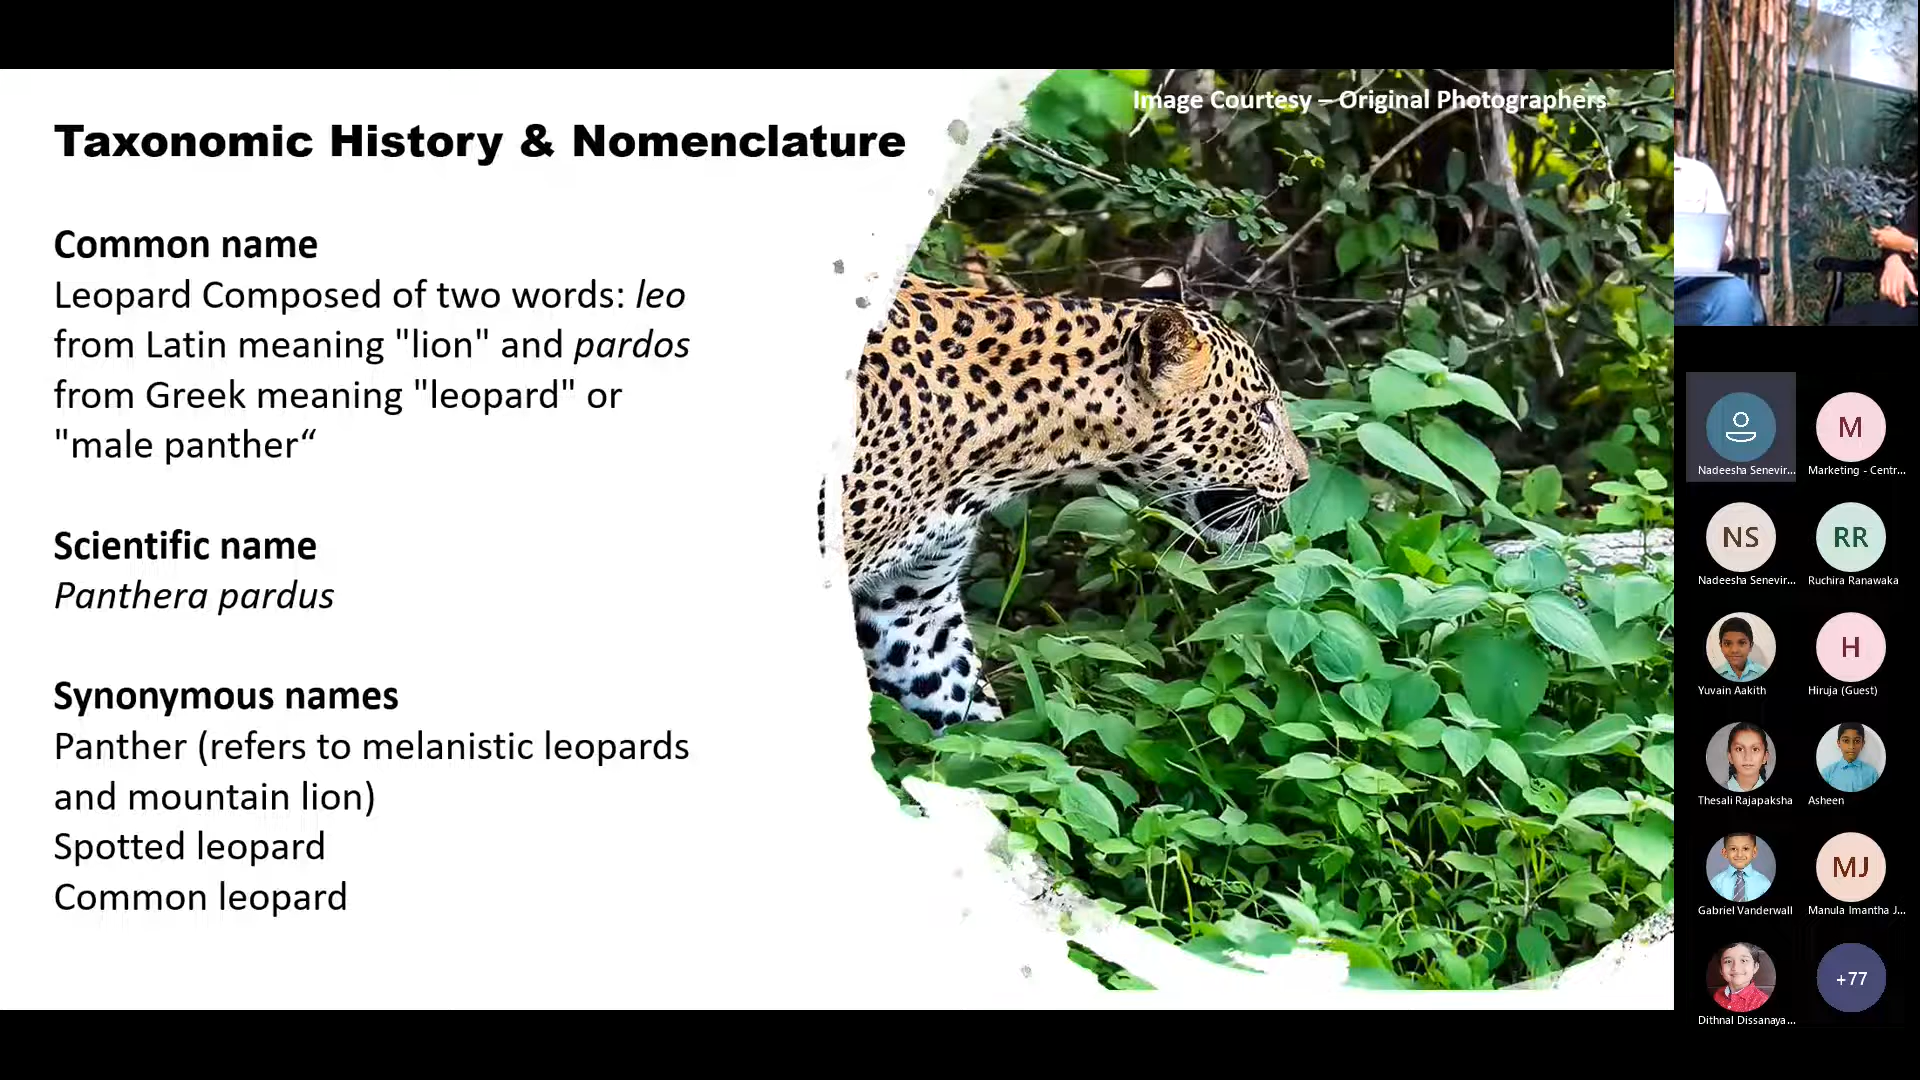 Image Courtesy – Original Photographers
Taxonomic History & Nomenclature
Common name
Leopard Composed of two words: leo
from Latin meaning "lion" and pardos
from Greek meaning "leopard" or
"male panther“
Scientific name
Panthera pardus
Synonymous names
Panther (refers to melanistic leopards
and mountain lion)
Spotted leopard
Common leopard
Nadeesha Senevir...
M
Marketing - Centr...
NS
Nadeesha Senevir...
RR
Ruchira Ranawaka
Yuvain Aakith
H
Hiruja (Guest)
Thesali Rajapaksha
Asheen
Gabriel Vanderwall
MJ
Manula Imantha J...
Dithnal Dissanaya...
+77